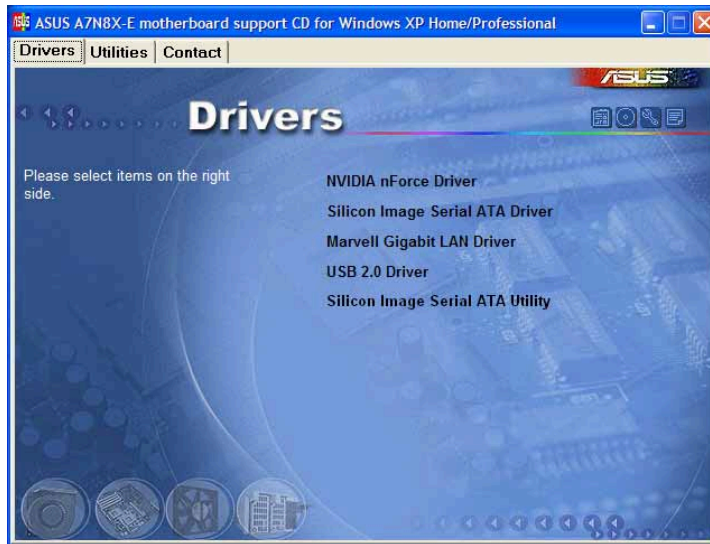 ASUS A7N8X-E motherboard support CD for Windows XP Home/Professional
Drivers Utilities Contact
ASUS
Drivers
Please select items on the right
side.
NVIDIA nForce Driver
Silicon Image Serial ATA Driver
Marvell Gigabit LAN Driver
USB 2.0 Driver
Silicon Image Serial ATA Utility